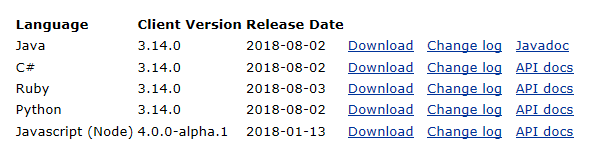 Language Client Version Release Date
Java 3.14.0 2018-08-02 Download Change log Javadoc
C# 3.14.0 2018-08-02 Download Change log API docs
Ruby 3.14.0 2018-08-03 Download Change log API docs
Python 3.14.0 2018-08-02 Download Change log API docs
Javascript (Node) 4.0.0-alpha.1 2018-01-13 Download Change log API docs